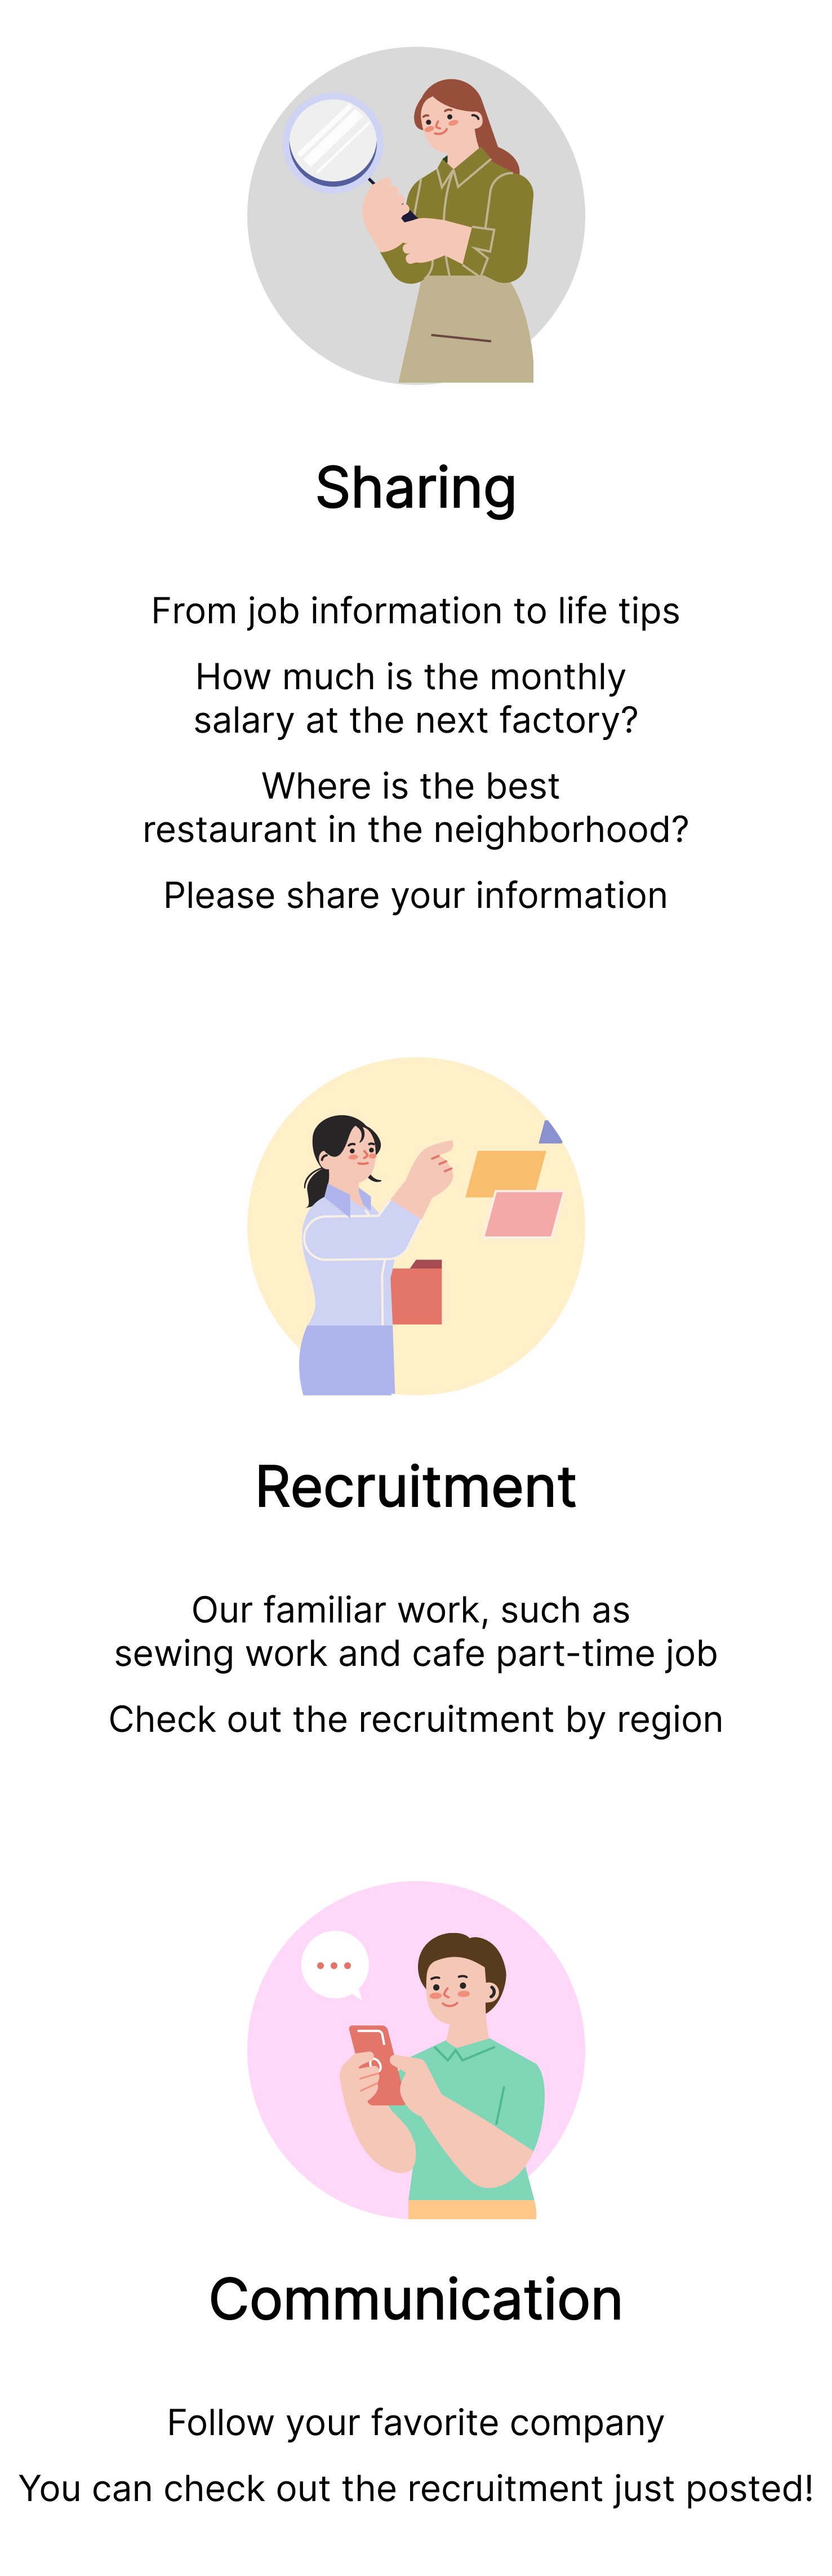 Sharing
From job information to life tips
How much is the monthly
salary at the next factory?
Where is the best
restaurant in the neighborhood?
Please share your information
Recruitment
Our familiar work, such as
sewing work and cafe part-time job
Check out the recruitment by region
Communication
Follow your favorite company
You can check out the recruitment just posted!